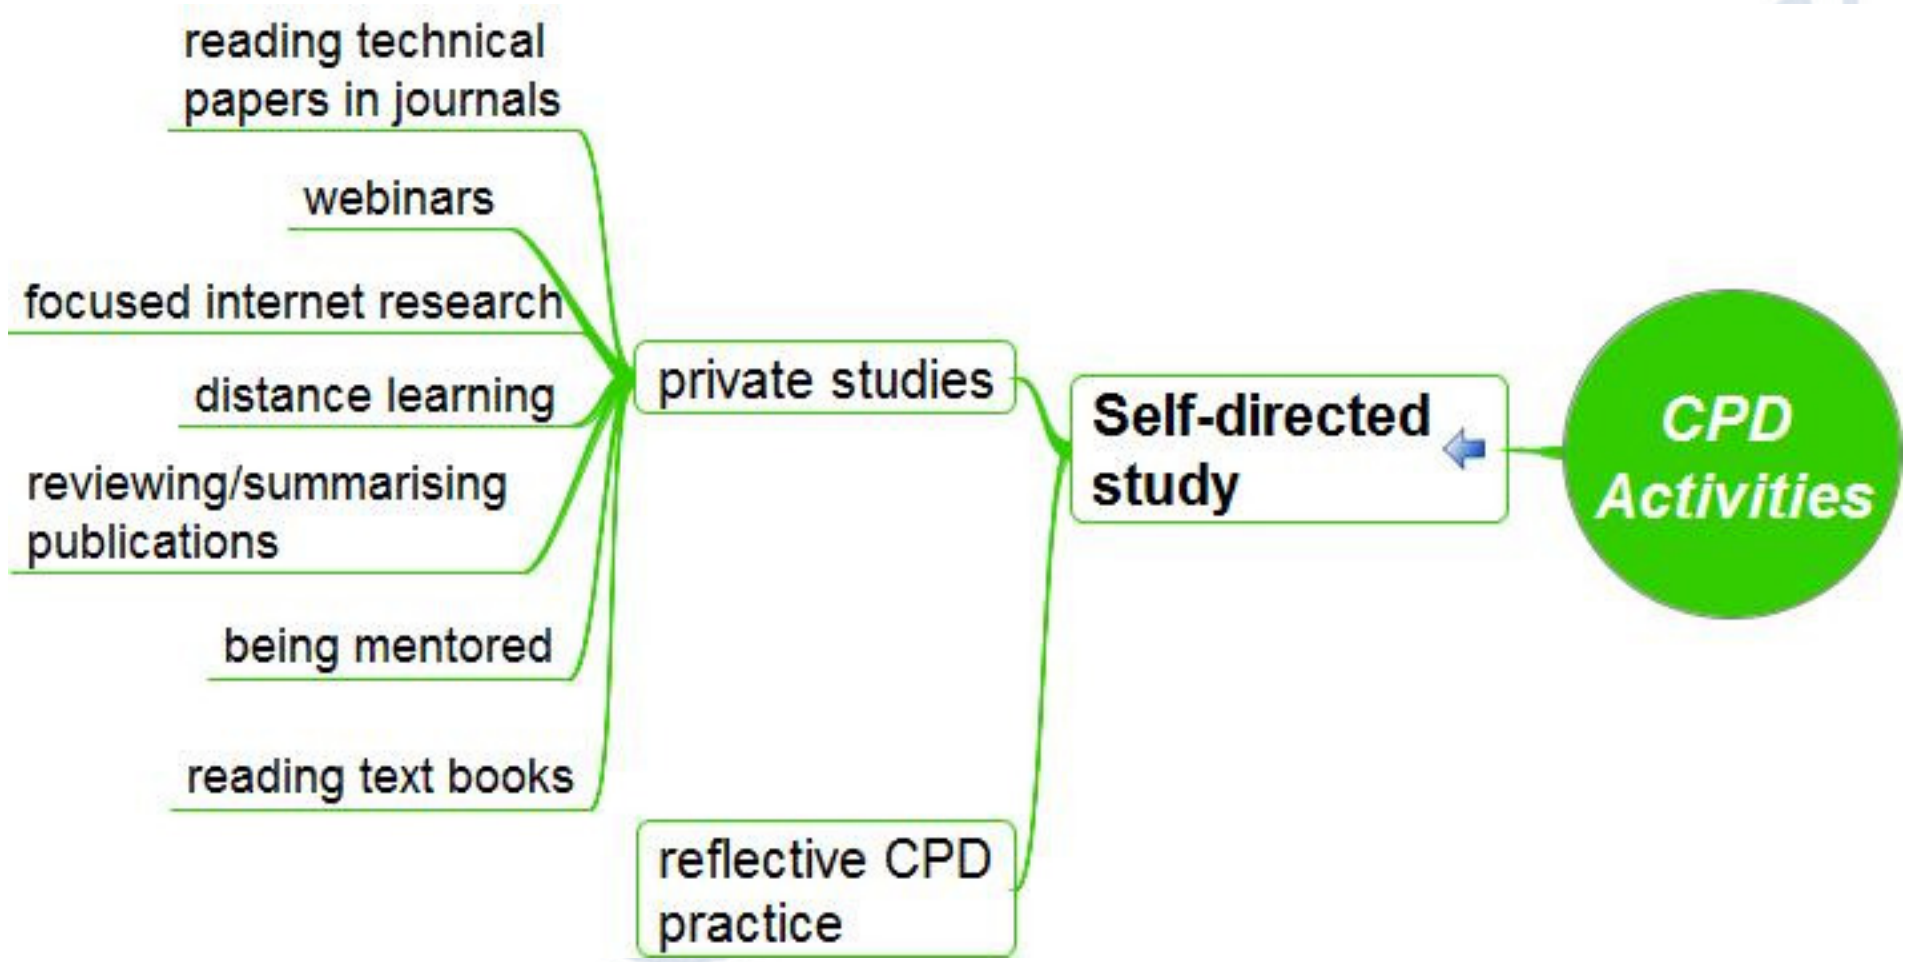 reading technical
papers in journals
webinars
focused internet research
distance learning
reviewing/summarising
publications
being mentored
reading text books
private studies
reflective CPD
practice
Self-directed
study
CPD
Activities